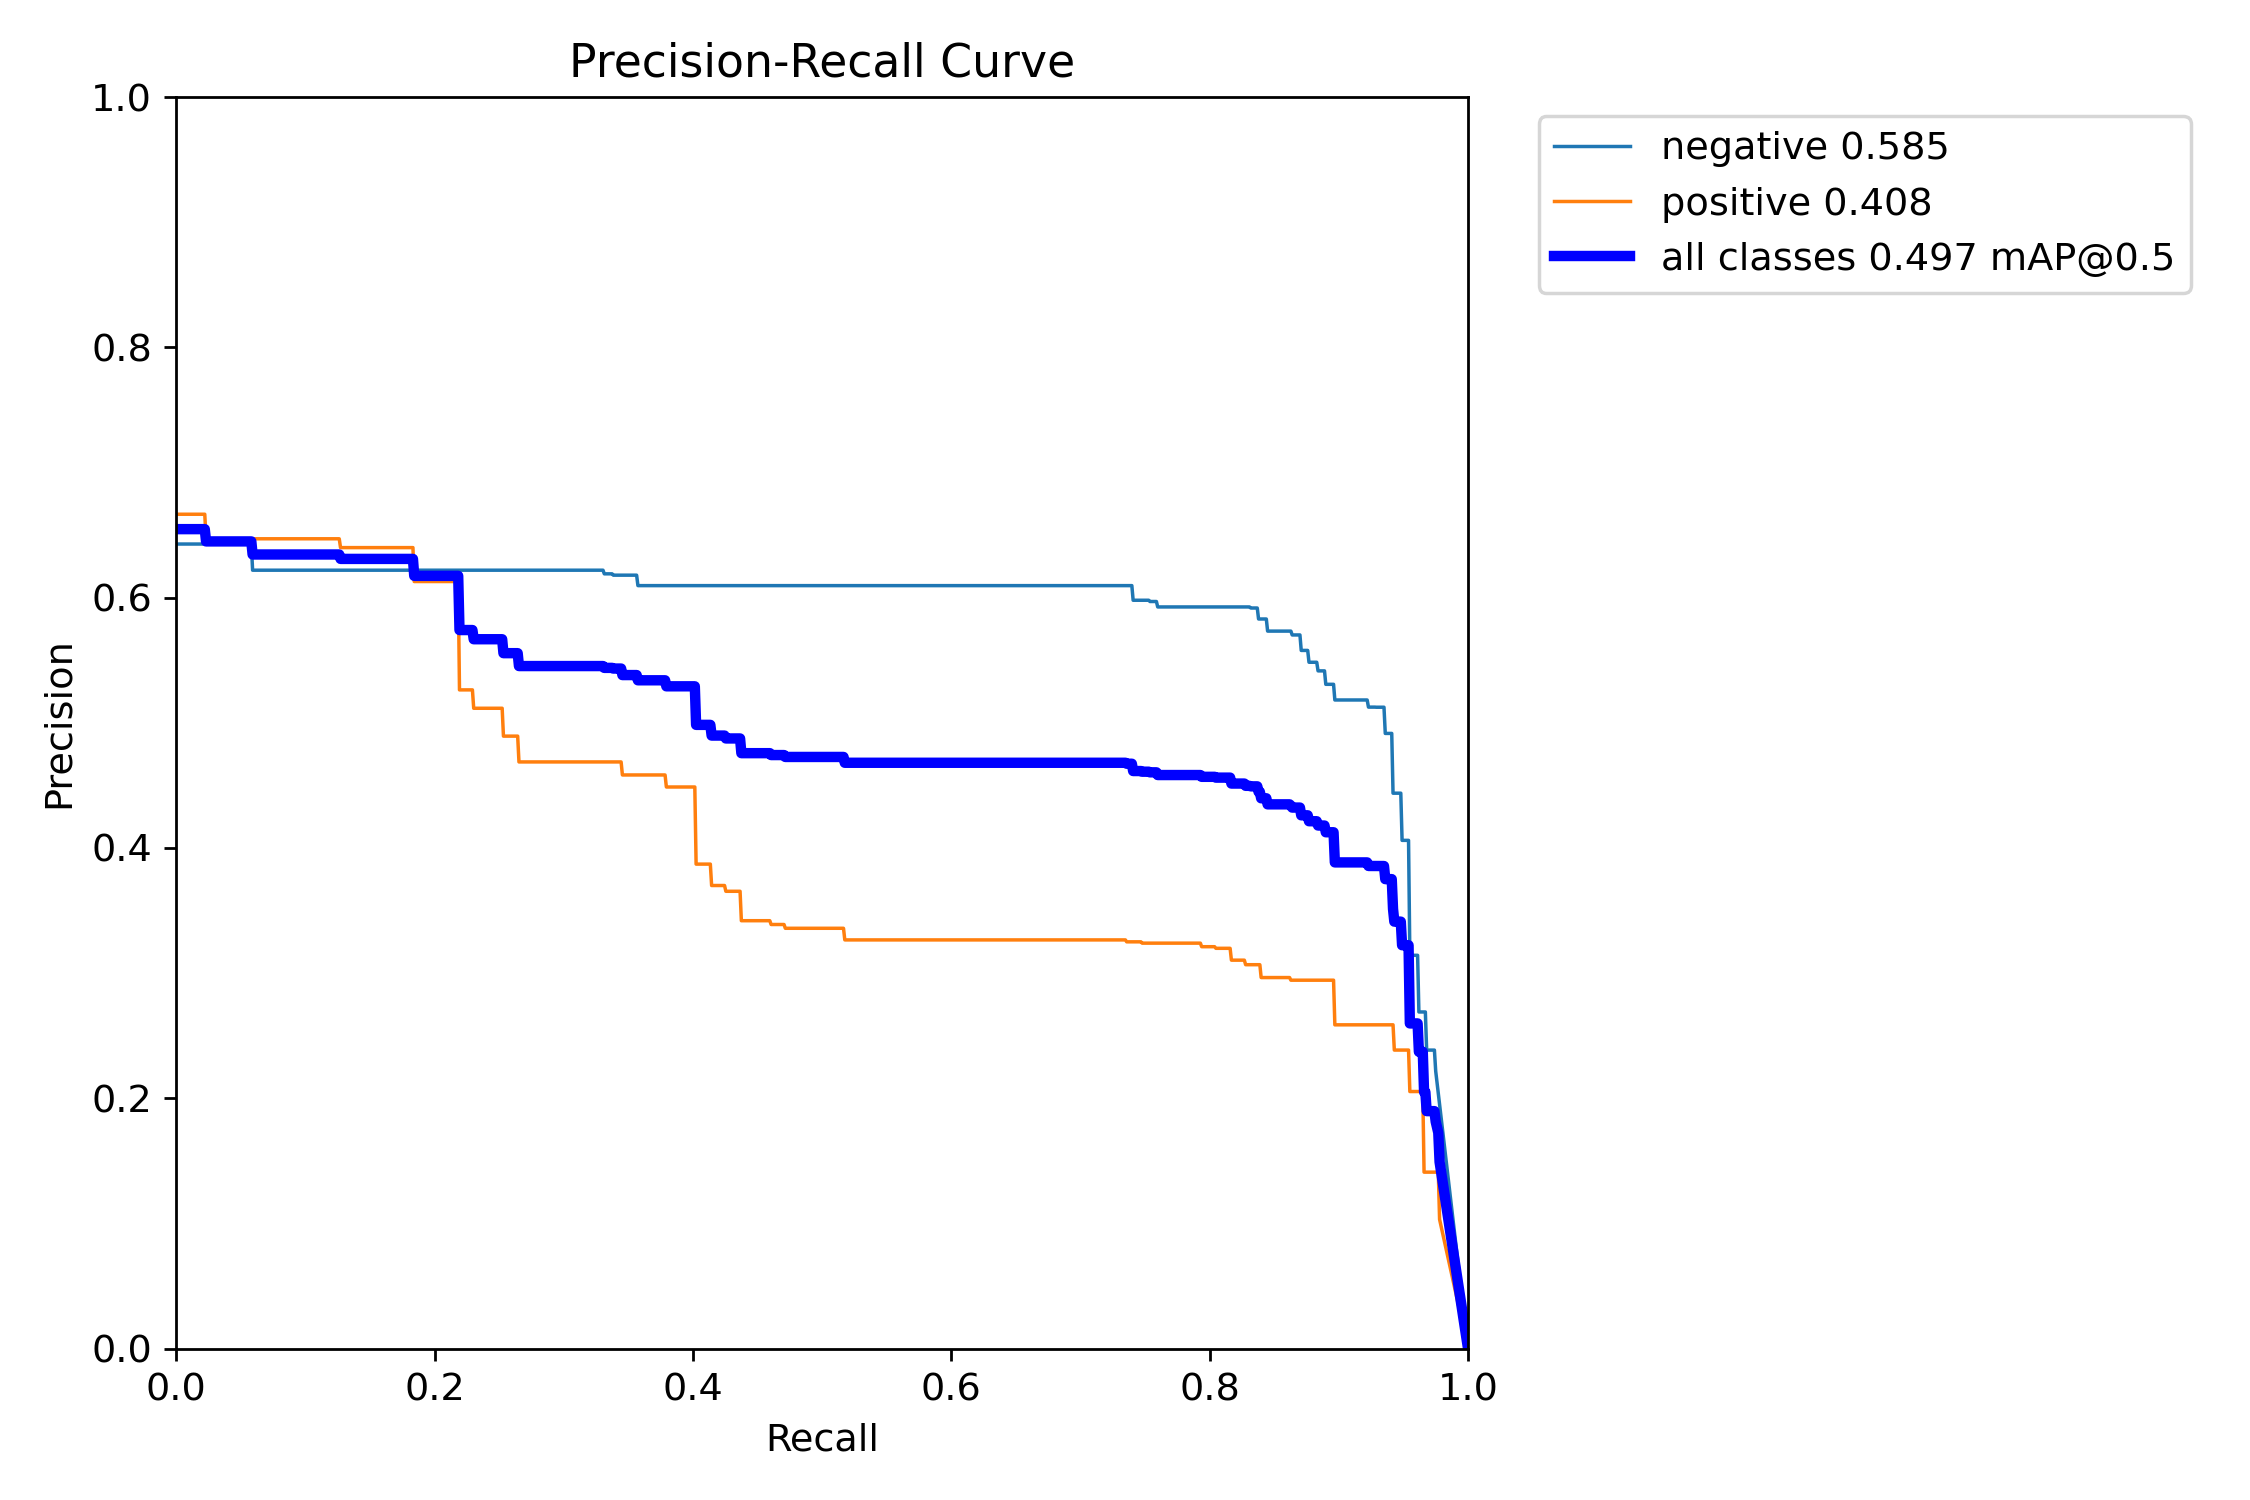 Precision-Recall Curve
1.0
0.8
0.6
0.4
0.2
0.0
Precision
0.0 0.2 0.4 0.6 0.8 1.0
Recall
negative 0.585
positive 0.408
all classes 0.497 mAP@0.5